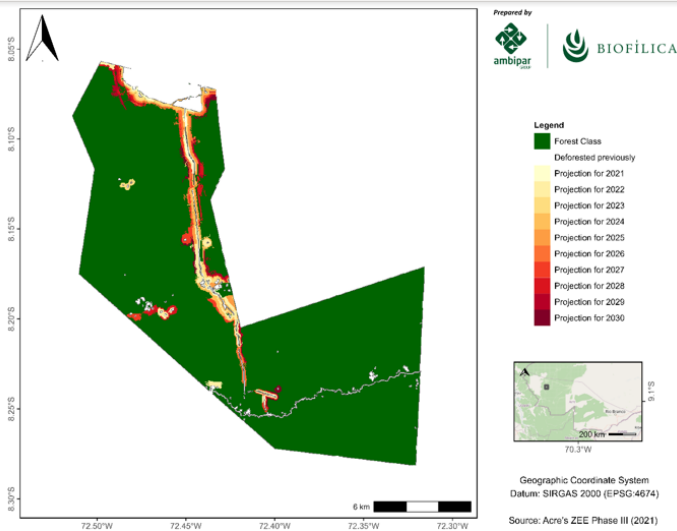 Prepared by
ambipar
GROUP
BIOFÍLICA
Legend
Forest Class
Deforested previously
Projection for 2021
Projection for 2022
Projection for 2023
Projection for 2024
Projection for 2025
Projection for 2026
Projection for 2027
Projection for 2028
Projection for 2029
Projection for 2030
8.05°S
8.10°S
8.15°S
8.20°S
8.25°S
8.30°S
72.50°W
72.45°W
72.40°W
72.35°W
72.30°W
6 km
Rio Branco
200 km
9.1°S
70.3°W
Geographic Coordinate System
Datum: SIRGAS 2000 (EPSG:4674)
Source: Acre's ZEE Phase III (2021)